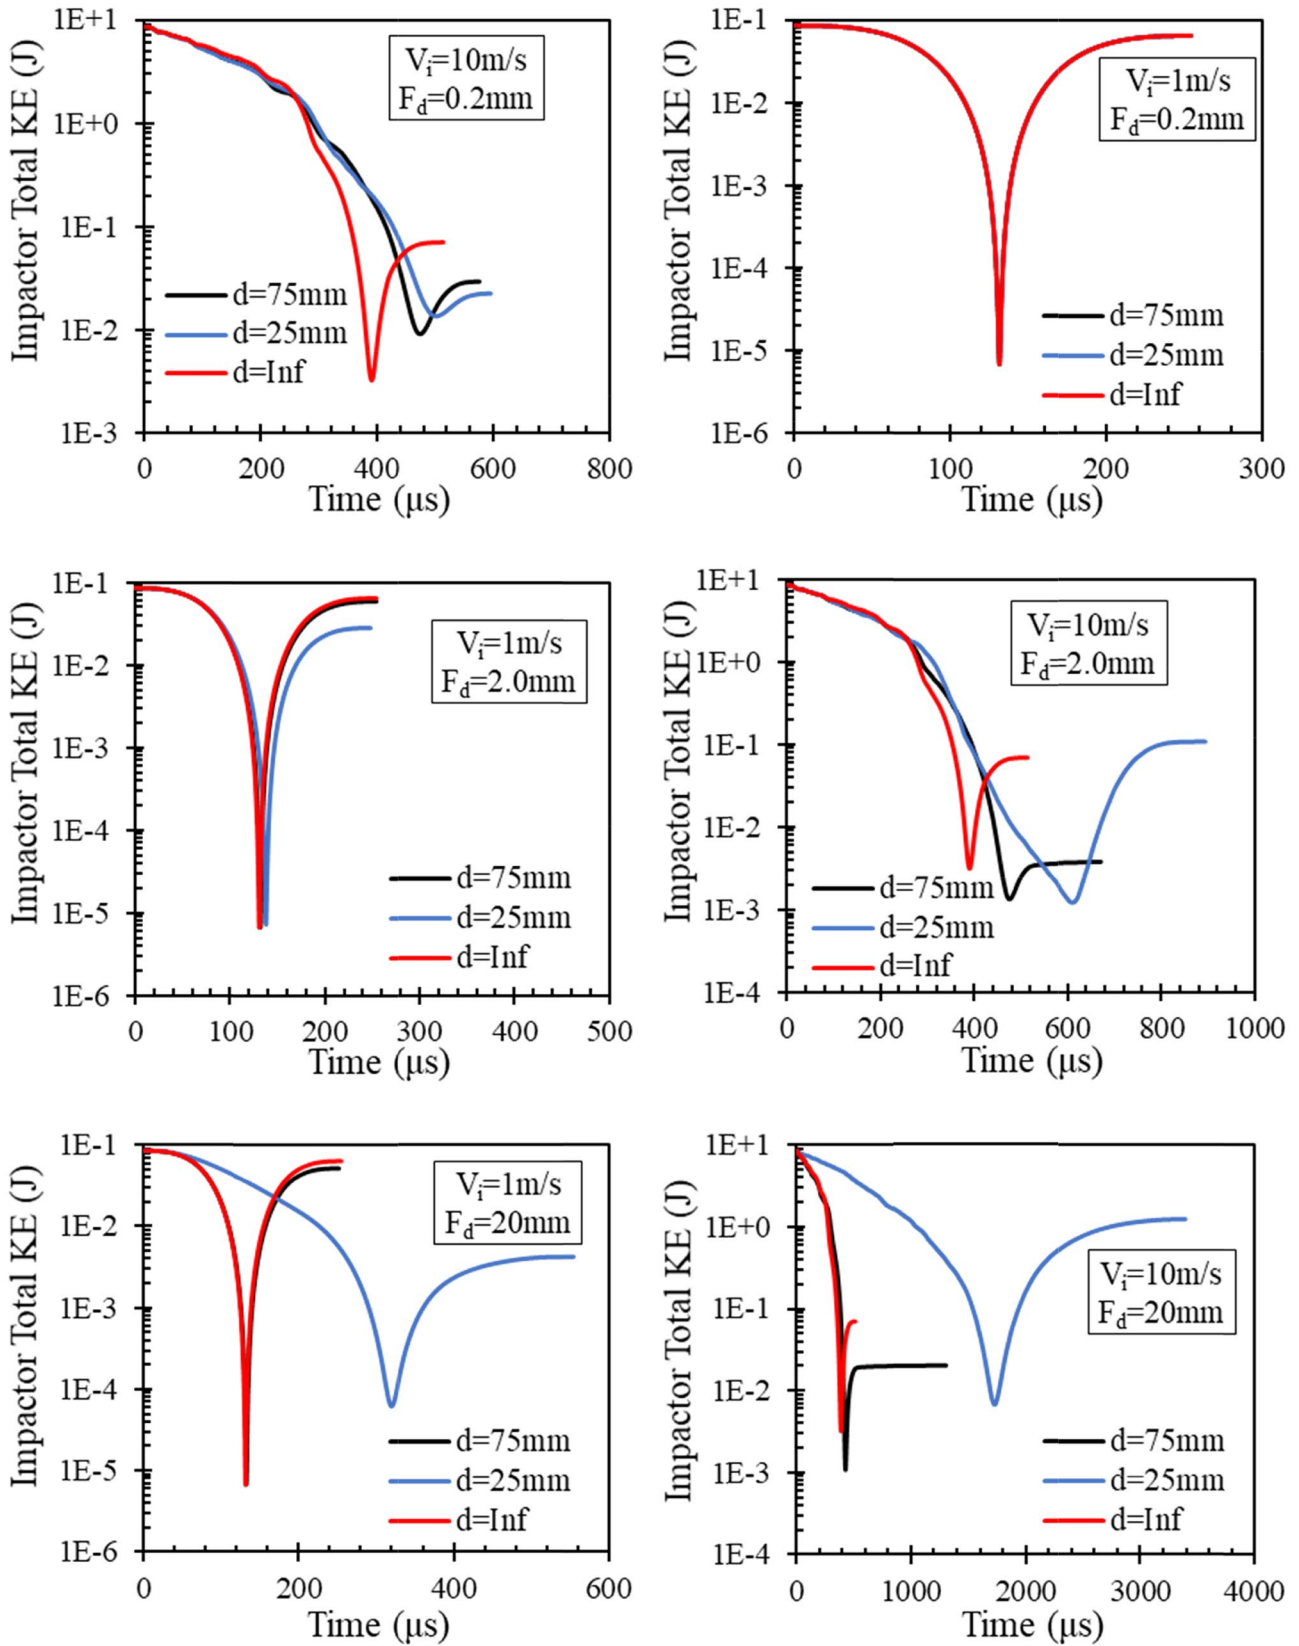 Impactor Total KE (J)
1E+1
1E+0
1E-1
1E-2
1E-3
Vi=10m/s
Fd=0.2mm
d=75mm
d=25mm
d=Inf
0 200 400 600 800
Time (μs)
Impactor Total KE (J)
1E-1
1E-2
1E-3
1E-4
1E-5
1E-6
Vi=1m/s
Fd=0.2mm
d=75mm
d=25mm
d=Inf
0 100 200 300
Time (μs)
Impactor Total KE (J)
1E-1
1E-2
1E-3
1E-4
1E-5
1E-6
Vi=1m/s
Fd=2.0mm
d=75mm
d=25mm
d=Inf
0 100 200 300 400 500
Time (μs)
Impactor Total KE (J)
1E+1
1E+0
1E-1
1E-2
1E-3
1E-4
Vi=10m/s
Fd=2.0mm
d=75mm
d=25mm
d=Inf
0 200 400 600 800 1000
Time (μs)
Impactor Total KE (J)
1E-1
1E-2
1E-3
1E-4
1E-5
1E-6
Vi=1m/s
Fd=20mm
d=75mm
d=25mm
d=Inf
0 200 400 600
Time (μs)
Impactor Total KE (J)
1E+1
1E+0
1E-1
1E-2
1E-3
1E-4
Vi=10m/s
Fd=20mm
d=75mm
d=25mm
d=Inf
0 1000 2000 3000 4000
Time (μs)